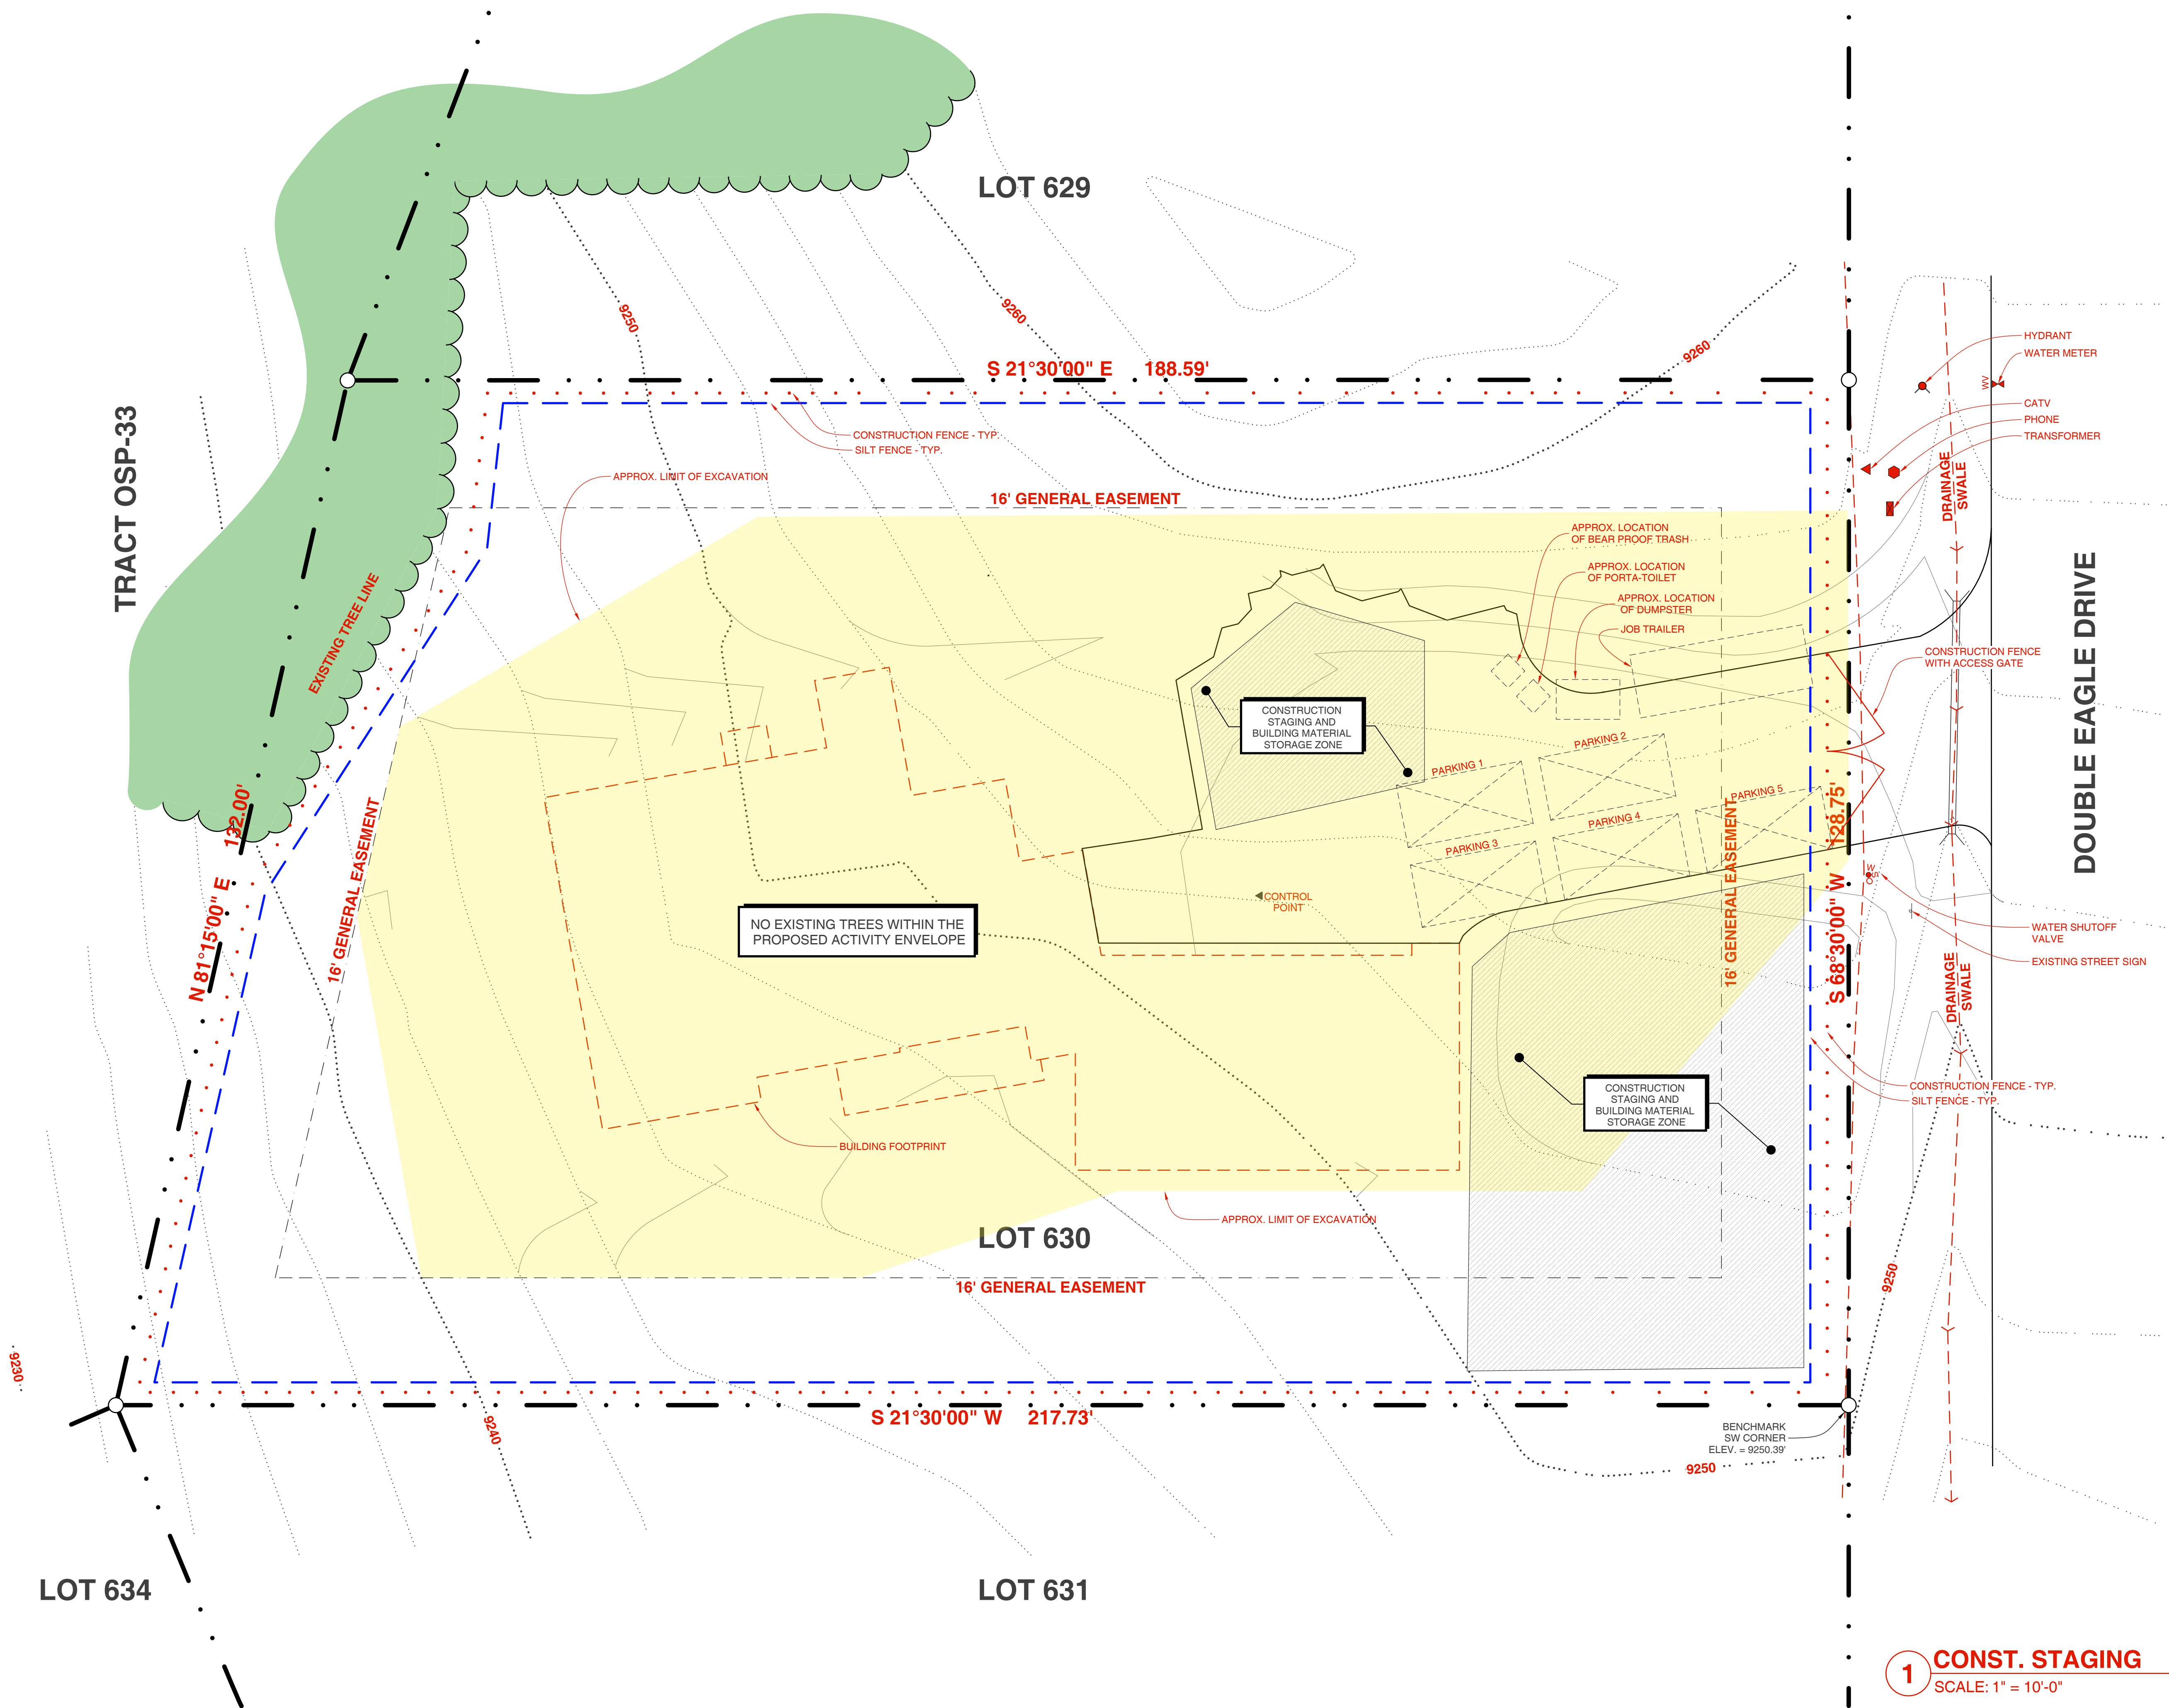 LOT 629
9250
9260
9260
S 21°30'00" E 188.59'
HYDRANT
WATER METER
WV
CATV
PHONE
TRANSFORMER
TRACT OSP-33
CONSTRUCTION FENCE - TYP.
SILT FENCE - TYP.
APPROX. LIMIT OF EXCAVATION
16' GENERAL EASEMENT
DRAINAGE
SWALE
APPROX. LOCATION
OF BEAR PROOF TRASH
APPROX. LOCATION
OF PORTA-TOILET
APPROX. LOCATION
OF DUMPSTER
JOB TRAILER
EXISTING TREE LINE
CONSTRUCTION FENCE
WITH ACCESS GATE
DOUBLE EAGLE DRIVE
CONSTRUCTION
STAGING AND
BUILDING MATERIAL
STORAGE ZONE
PARKING 2
PARKING 1
PARKING 5
PARKING 4
PARKING 3
N 81°15'00" E 132.00'
16' GENERAL EASEMENT
16' GENERAL EASEMENT
S 68°30'00" W 128.75'
WSO
CONTROL
POINT
NO EXISTING TREES WITHIN THE
PROPOSED ACTIVITY ENVELOPE
WATER SHUTOFF
VALVE
EXISTING STREET SIGN
DRAINAGE
SWALE
CONSTRUCTION
STAGING AND
BUILDING MATERIAL
STORAGE ZONE
CONSTRUCTION FENCE - TYP.
SILT FENCE - TYP.
BUILDING FOOTPRINT
APPROX. LIMIT OF EXCAVATION
LOT 630
16' GENERAL EASEMENT
9250
9230
9240
S 21°30'00" W 217.73'
BENCHMARK
SW CORNER
ELEV. = 9250.39'
9250
LOT 634
LOT 631
1
CONST. STAGING
SCALE: 1" = 10'-0"